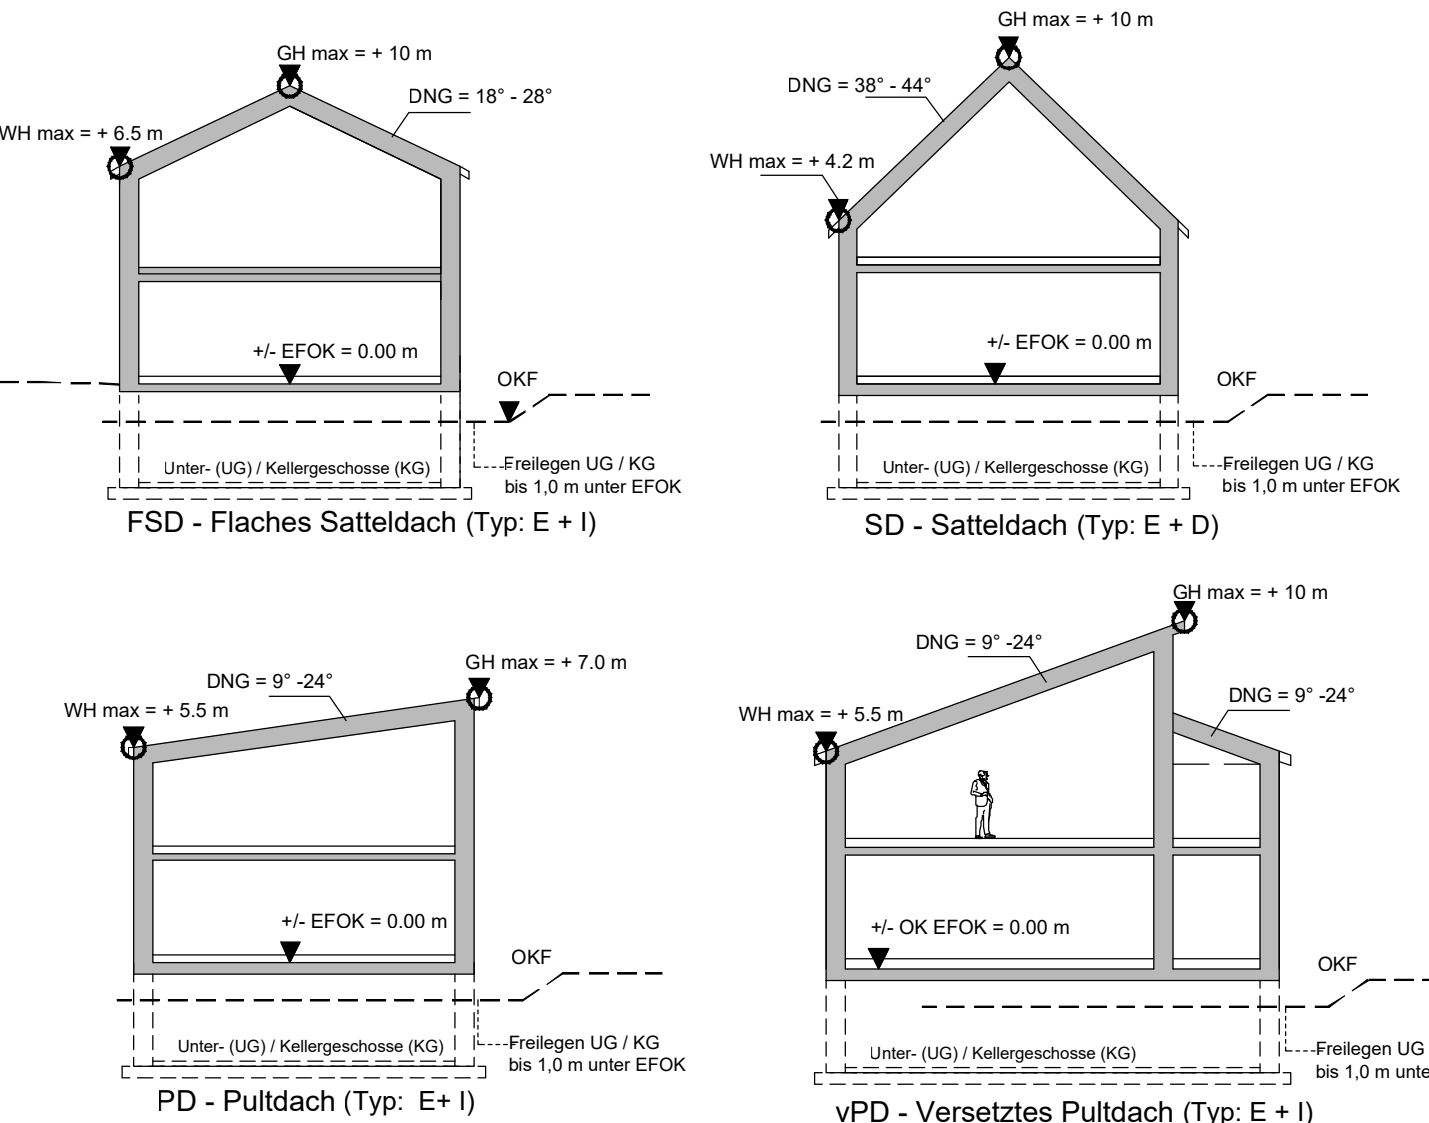 GH max = + 10 m
DNG = 18° - 28°
WH max = + 6.5 m
+/- EFOK = 0.00 m
OKF
Unter- (UG) / Kellergeschosse (KG)
Freilegen UG / KG
bis 1,0 m unter EFOK
FSD - Flaches Satteldach (Typ: E + I)
GH max = + 10 m
DNG = 38° - 44°
WH max = + 4.2 m
+/- EFOK = 0.00 m
OKF
Unter- (UG) / Kellergeschosse (KG)
Freilegen UG / KG
bis 1,0 m unter EFOK
SD - Satteldach (Typ: E + D)
GH max = + 7.0 m
DNG = 9° -24°
WH max = + 5.5 m
+/- EFOK = 0.00 m
OKF
Unter- (UG) / Kellergeschosse (KG)
Freilegen UG / KG
bis 1,0 m unter EFOK
PD - Pultdach (Typ: E+ I)
GH max = + 10 m
DNG = 9° -24°
DNG = 9° -24°
WH max = + 5.5 m
+/- OK EFOK = 0.00 m
OKF
Unter- (UG) / Kellergeschosse (KG)
Freilegen UG
bis 1,0 m unte
vPD - Versetztes Pultdach (Typ: E + I)